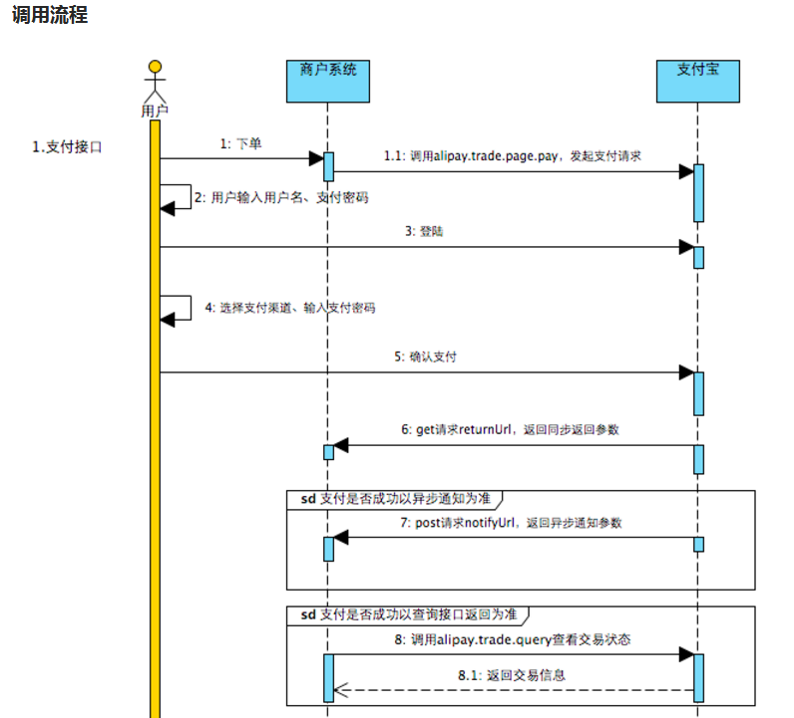 调用流程
商户系统
支付宝
用户
1.支付接口
1: 下单
1.1: 调用alipay.trade.page.pay，发起支付请求
2: 用户输入用户名、支付密码
3: 登陆
4: 选择支付渠道、输入支付密码
5: 确认支付
6: get请求returnUrl，返回同步返回参数
sd 支付是否成功以异步通知为准
7: post请求notifyUrl，返回异步通知参数
sd 支付是否成功以查询接口返回为准
8: 调用alipay.trade.query查看交易状态
8.1: 返回交易信息